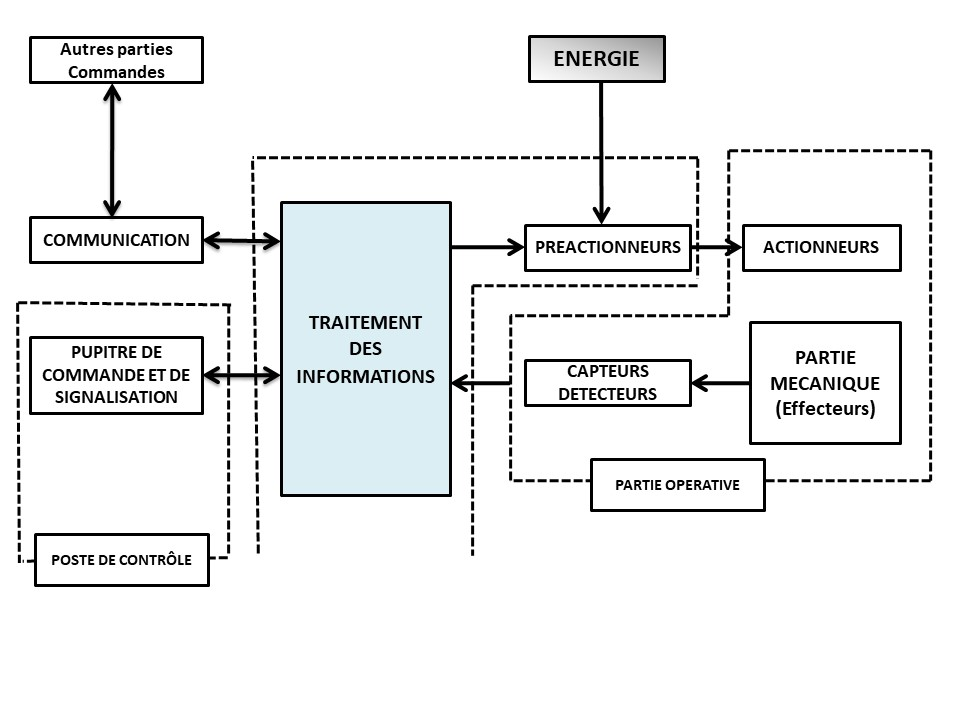 Autres parties
Commandes
ENERGIE
COMMUNICATION
PREACTIONNEURS
ACTIONNEURS
TRAITEMENT
DES
INFORMATIONS
PUPITRE DE
COMMANDE ET DE
SIGNALISATION
CAPTEURS
DETECTEURS
PARTIE
MECANIQUE
(Effecteurs)
PARTIE OPERATIVE
POSTE DE CONTRÔLE